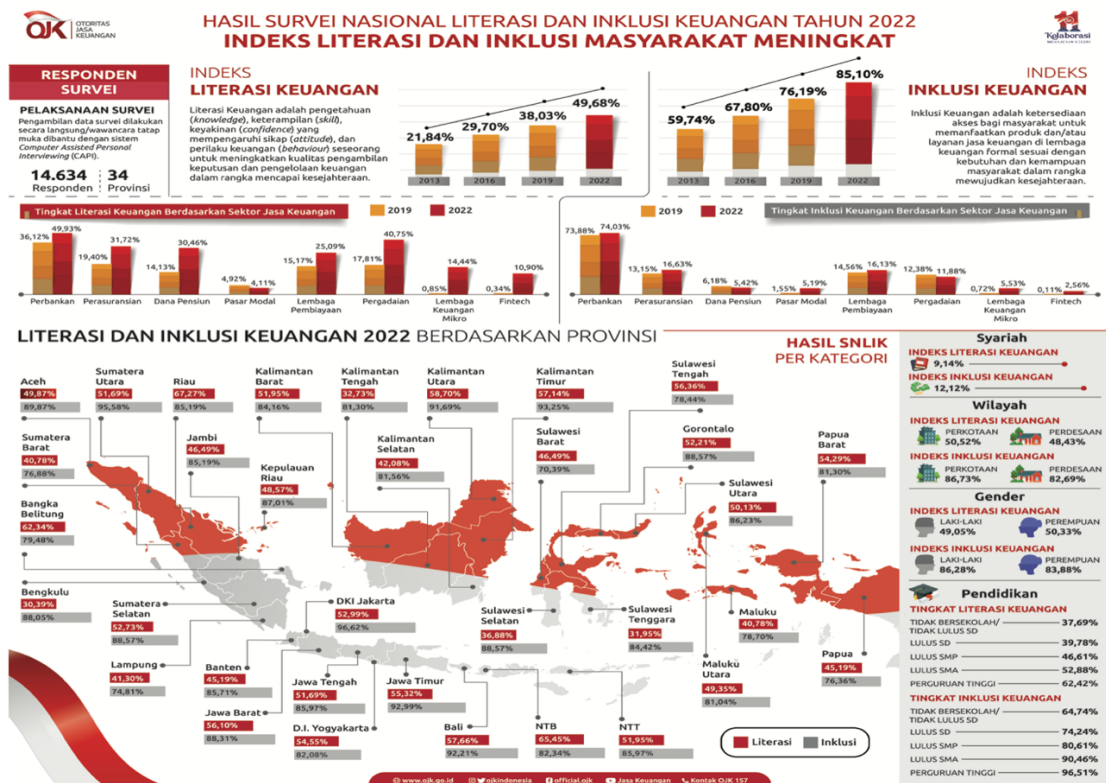 OJK OTORITAS
JASA
KEUANGAN
HASIL SURVEI NASIONAL LITERASI DAN INKLUSI KEUANGAN TAHUN 2022
INDEKS LITERASI DAN INKLUSI MASYARAKAT MENINGKAT
11
Kolaborasi
RESPONDEN
SURVEI
PELAKSANAAN SURVEI
Pengambilan data survei dilakukan
secara langsung/wawancara tatap
muka dibantu dengan sistem
Computer Assisted Personal
Interviewing (CAPI).
14.634
Responden
34
Provinsi
INDEKS
LITERASI KEUANGAN
Literasi Keuangan adalah pengetahuan
(knowledge), keterampilan (skill),
keyakinan (confidence) yang
mempengaruhi sikap (attitude), dan
perilaku keuangan (behaviour) seseorang
untuk meningkatkan kualitas pengambilan
keputusan dan pengelolaan keuangan
dalam rangka mencapai kesejahteraan.
21,84% 29,70% 38,03% 49,68%
2013 2016 2019 2022
59,74% 67,80% 76,19% 85,10%
2013 2016 2019 2022
INDEKS
INKLUSI KEUANGAN
Inklusi Keuangan adalah ketersediaan
akses bagi masyarakat untuk
memanfaatkan produk dan/atau
layanan jasa keuangan di lembaga
keuangan formal sesuai dengan
kebutuhan dan kemampuan
masyarakat dalam rangka
mewujudkan kesejahteraan.
Tingkat Literasi Keuangan Berdasarkan Sektor Jasa Keuangan
2019 2022
36,12% 49,93% 19,40% 31,72% 14,13% 30,46% 4,92% 4,11% 15,17% 25,09% 17,81% 40,75% 0,85% 14,44% 0,34% 10,90%
Perbankan Perasuransian Dana Pensiun Pasar Modal Lembaga Pembiayaan Pergadaian Lembaga Keuangan Mikro Fintech
2019 2022
Tingkat Inklusi Keuangan Berdasarkan Sektor Jasa Keuangan
73,88% 74,03% 13,15% 16,63% 6,18% 5,42% 1,55% 5,19% 14,56% 16,13% 12,38% 11,88% 0,72% 5,53% 0,11% 2,56%
Perbankan Perasuransian Dana Pensiun Pasar Modal Lembaga Pembiayaan Pergadaian Lembaga Keuangan Mikro Fintech
LITERASI DAN INKLUSI KEUANGAN 2022 BERDASARKAN PROVINSI
HASIL SNLIK
PER KATEGORI
Aceh
49,87%
89,87%
Sumatera
Utara
51,69%
95,58%
Riau
67,27%
85,19%
Kalimantan
Barat
51,95%
84,16%
Kalimantan
Tengah
32,73%
81,30%
Kalimantan
Utara
58,70%
91,69%
Kalimantan
Timur
57,14%
93,25%
Sulawesi
Tengah
56,36%
78,44%
Sumatera
Barat
40,78%
76,88%
Jambi
46,49%
85,19%
Kepulauan
Riau
48,57%
87,01%
Kalimantan
Selatan
42,08%
81,56%
Sulawesi
Barat
46,49%
70,39%
Gorontalo
52,21%
88,57%
Papua
Barat
54,29%
81,30%
Bangka
Belitung
62,34%
79,48%
Sulawesi
Utara
50,13%
86,23%
Bengkulu
30,39%
88,05%
Sumatera
Selatan
52,73%
88,57%
DKI Jakarta
52,99%
96,62%
Sulawesi
Selatan
36,88%
88,57%
Sulawesi
Tenggara
31,95%
84,42%
Maluku
40,78%
78,70%
Lampung
41,30%
74,81%
Banten
45,19%
85,71%
Jawa Tengah
51,69%
85,97%
Jawa Timur
55,32%
92,99%
Maluku
Utara
49,35%
81,04%
Papua
45,19%
76,36%
Jawa Barat
56,10%
88,31%
D.I. Yogyakarta
54,55%
82,08%
Bali
57,66%
92,21%
NTB
65,45%
82,34%
NTT
51,95%
85,97%
Literasi Inklusi
Syariah
INDEKS LITERASI KEUANGAN
9,14%
INDEKS INKLUSI KEUANGAN
12,12%
Wilayah
INDEKS LITERASI KEUANGAN
PERKOTAAN PERDESAAN
50,52% 48,43%
INDEKS INKLUSI KEUANGAN
PERKOTAAN PERDESAAN
86,73% 82,69%
Gender
INDEKS LITERASI KEUANGAN
LAKI-LAKI PEREMPUAN
49,05% 50,33%
INDEKS INKLUSI KEUANGAN
LAKI-LAKI PEREMPUAN
86,28% 83,88%
Pendidikan
TINGKAT LITERASI KEUANGAN
TIDAK BERSEKOLAH/
TIDAK LULUS SD 37,69%
LULUS SD 39,78%
LULUS SMP 46,61%
LULUS SMA 52,88%
PERGURUAN TINGGI 62,42%
TINGKAT INKLUSI KEUANGAN
TIDAK BERSEKOLAH/
TIDAK LULUS SD 64,74%
LULUS SD 74,24%
LULUS SMP 80,61%
LULUS SMA 90,46%
PERGURUAN TINGGI 96,51%
www.ojk.go.id ojkindonesia official.ojk Jasa Keuangan Kontak OJK 157